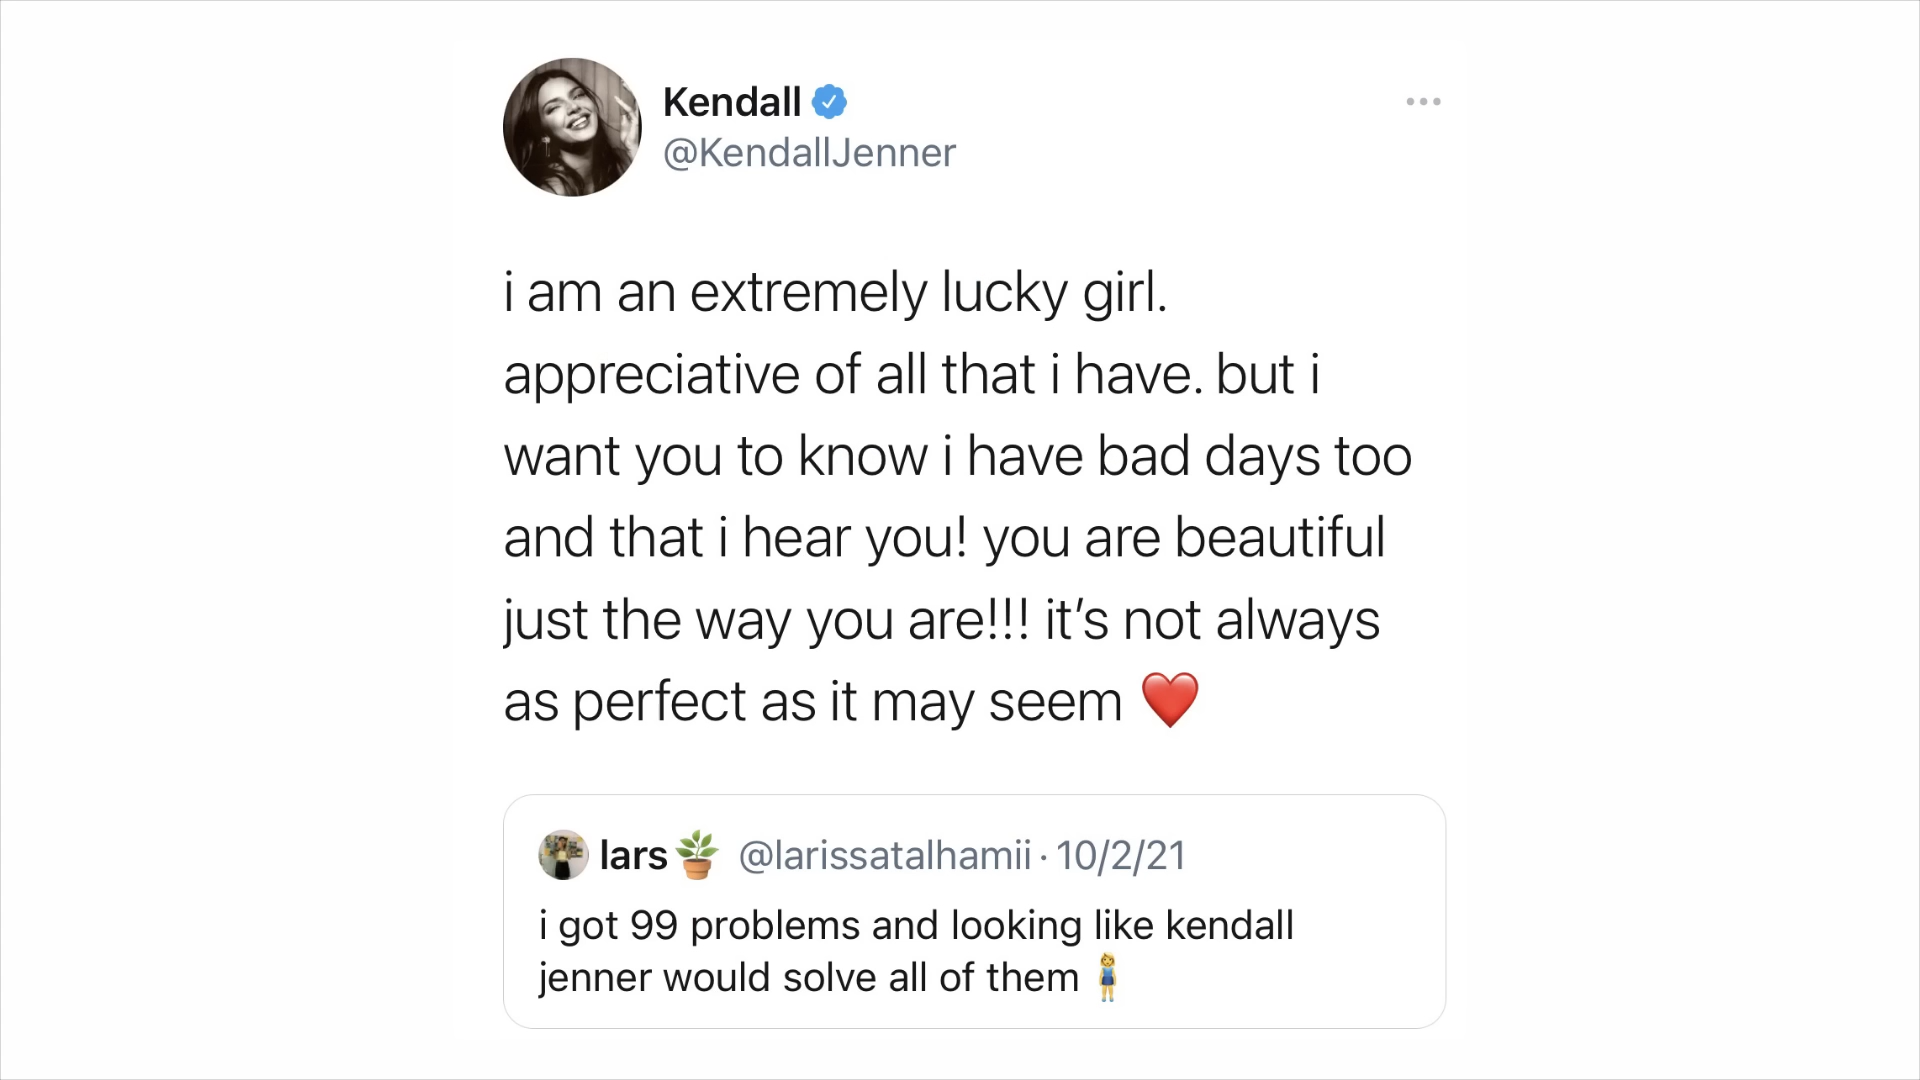 Kendall
@KendallJenner
i am an extremely lucky girl.
appreciative of all that i have. but i
want you to know i have bad days too
and that i hear you! you are beautiful
just the way you are!!! it’s not always
as perfect as it may seem ❤️
lars🪴 @larissatalhamii · 10/2/21
i got 99 problems and looking like kendall
jenner would solve all of them 🧍‍♀️